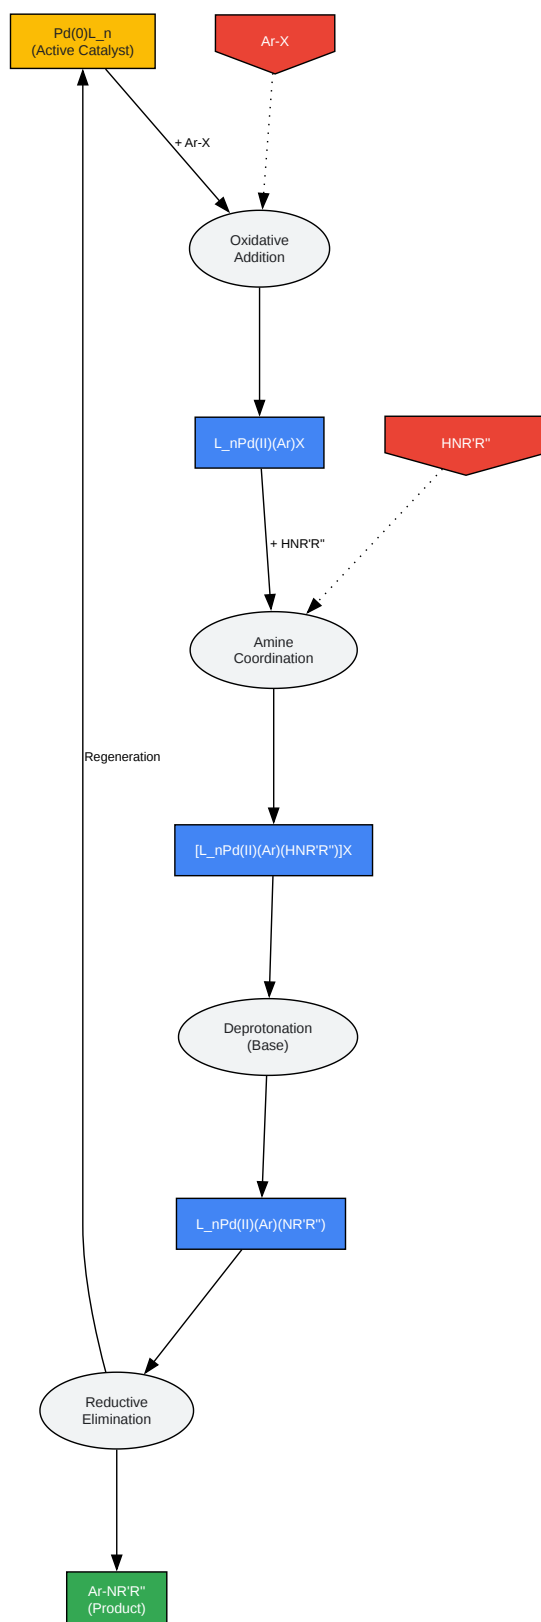 Pd(0)L_n
(Active Catalyst)
Ar-X
+ Ar-X
Oxidative
Addition
L_nPd(II)(Ar)X
HNR'R''
+ HNR'R''
Amine
Coordination
Regeneration
[L_nPd(II)(Ar)(HNR'R'')]X
Deprotonation
(Base)
L_nPd(II)(Ar)(NR'R'')
Reductive
Elimination
Ar-NR'R''
(Product)